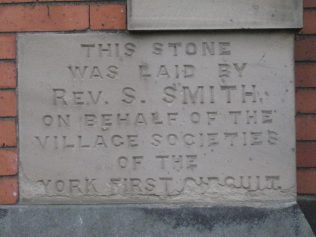 THIS STONE
WAS LAID BY
REV. S. SMITH,
ON BEHALF OF THE
VILLAGE SOCIETIES
OF THE
YORK FIRST CIRCUIT.